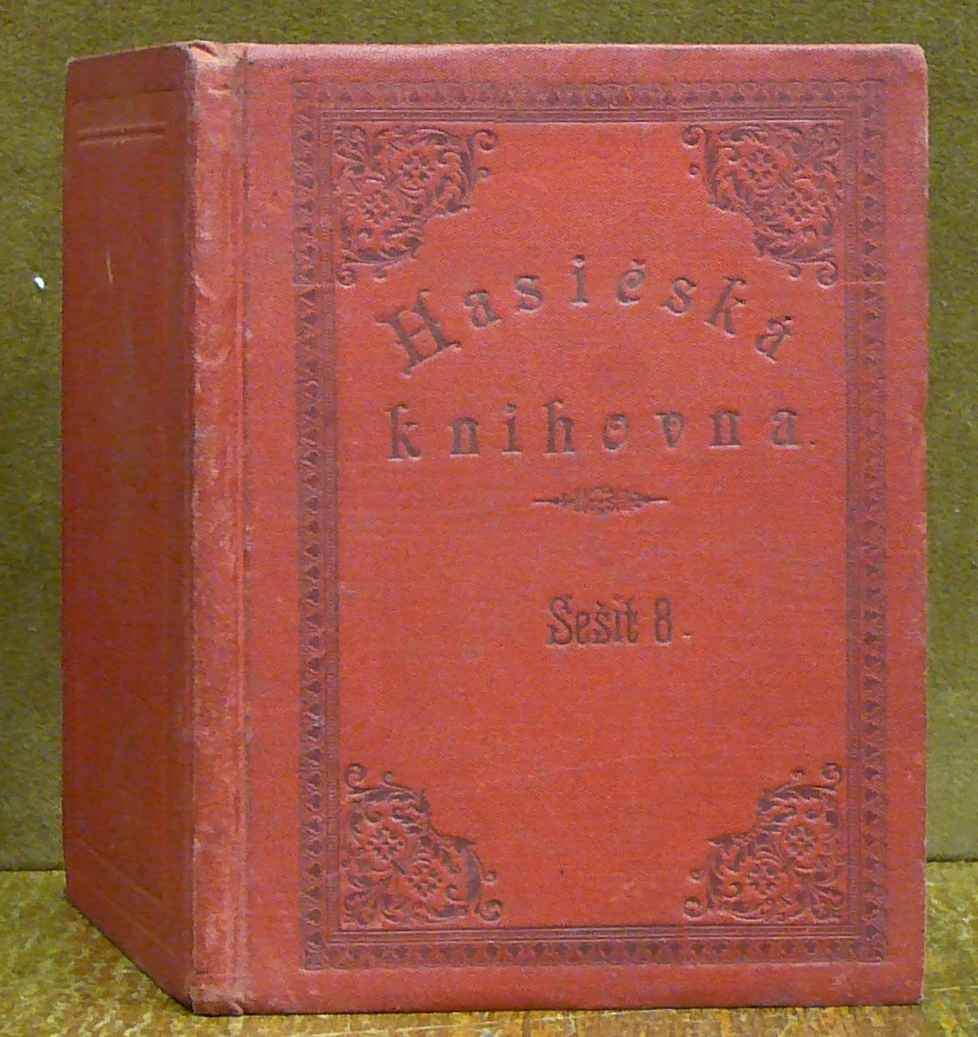 Hasičská
knihovna.
Sešit 8.